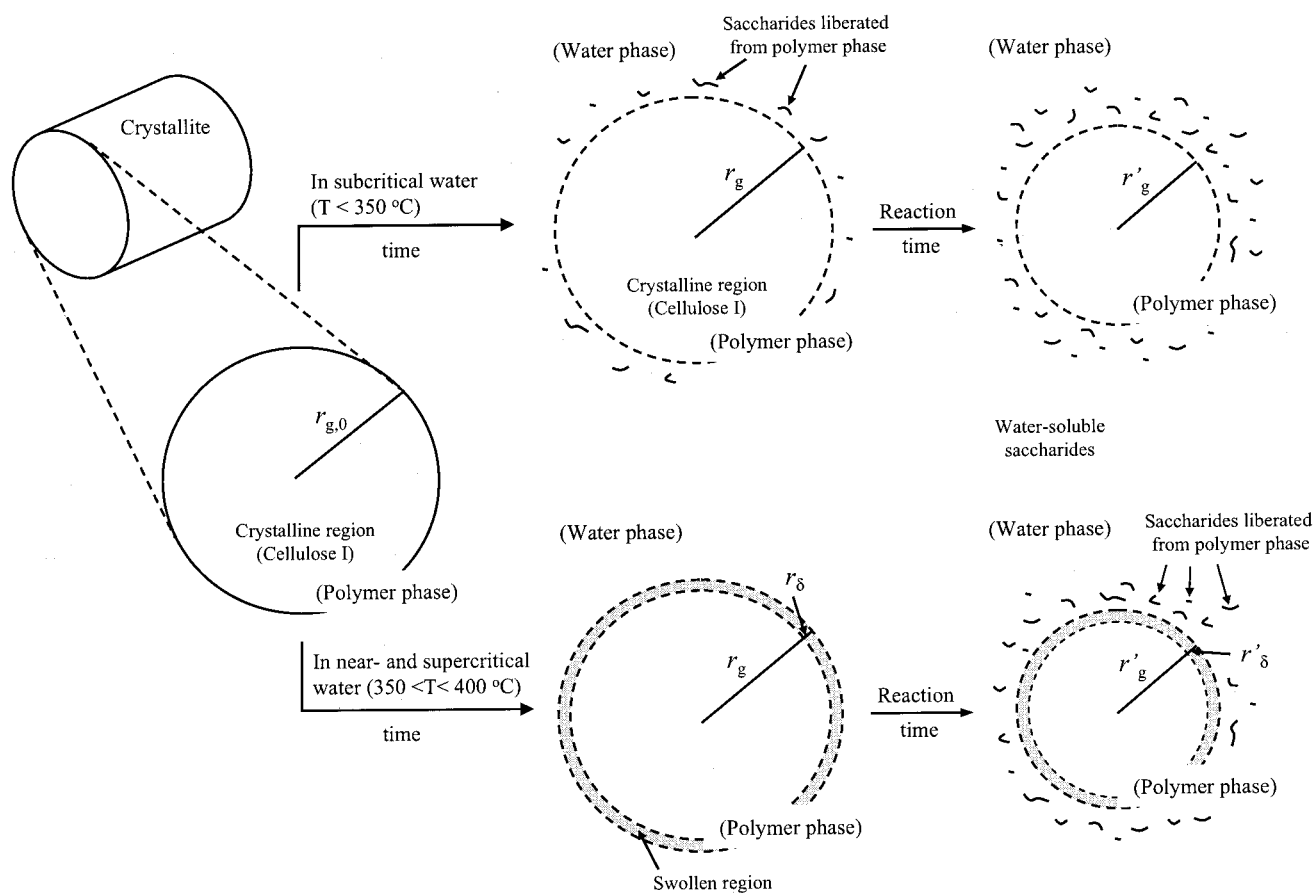 Crystallite
In subcritical water
(T < 350 °C)
time
(Water phase)
Saccharides liberated
from polymer phase
r_g
Crystalline region
(Cellulose I)
(Polymer phase)
Reaction
time
(Water phase)
r'_g
(Polymer phase)
r_g,0
Crystalline region
(Cellulose I)
(Polymer phase)
Water-soluble
saccharides
In near- and supercritical
water (350 <T< 400 °C)
time
(Water phase)
r_δ
r_g
(Polymer phase)
Swollen region
Reaction
time
(Water phase)
Saccharides liberated
from polymer phase
r'_g
r'_δ
(Polymer phase)